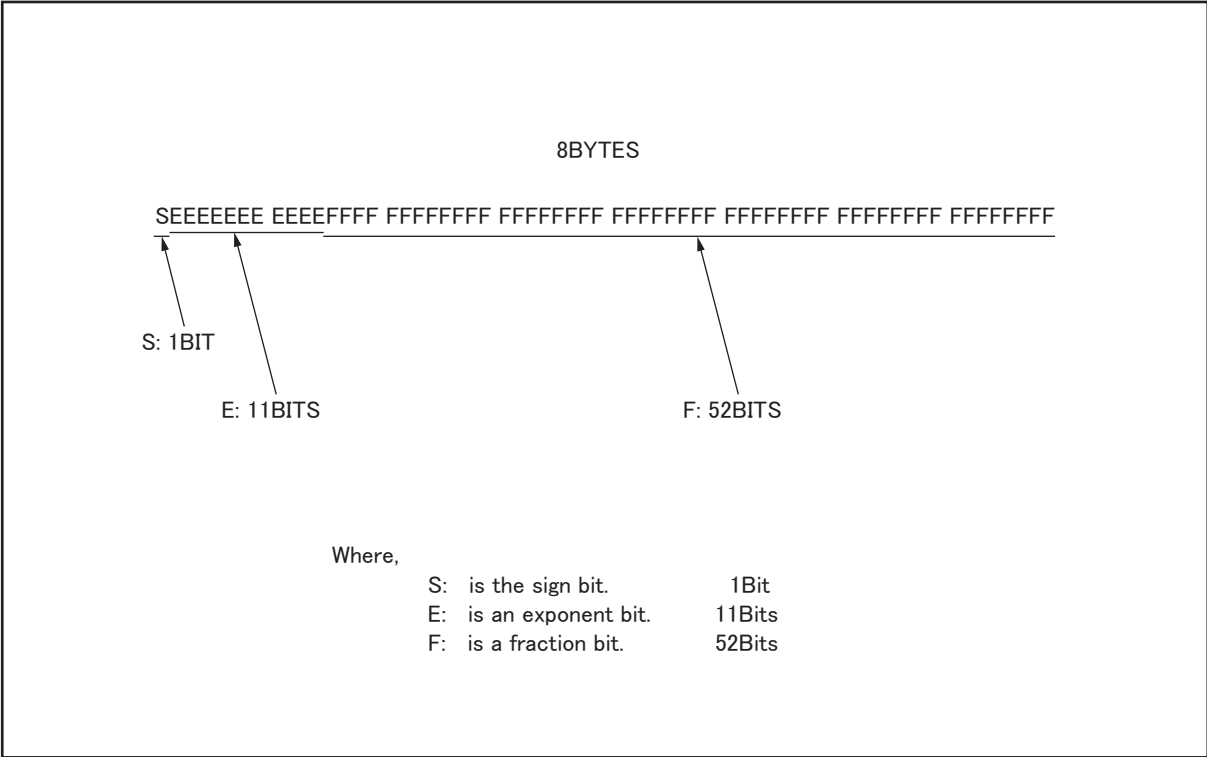 8BYTES
SEEEEEEE EEEEFFFF FFFFFFFF FFFFFFFF FFFFFFFF FFFFFFFF FFFFFFFF FFFFFFFF
S: 1BIT
E: 11BITS
F: 52BITS
Where,
S: is the sign bit. 1Bit
E: is an exponent bit. 11Bits
F: is a fraction bit. 52Bits